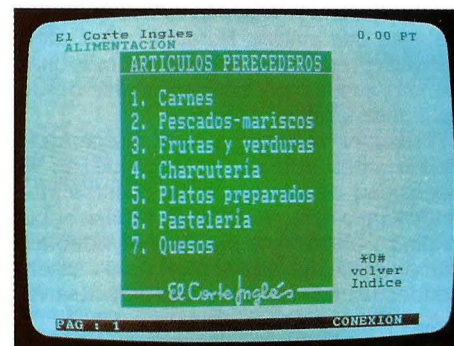 El Corte Ingles 0,00 PT
ALIMENTACION
ARTICULOS PERECEDEROS
1. Carnes
2. Pescados-mariscos
3. Frutas y verduras
4. Charcutería
5. Platos preparados
6. Pastelería
7. Quesos
*0#
volver
Indice
El Corte Inglés
PAG : 1 CONEXION